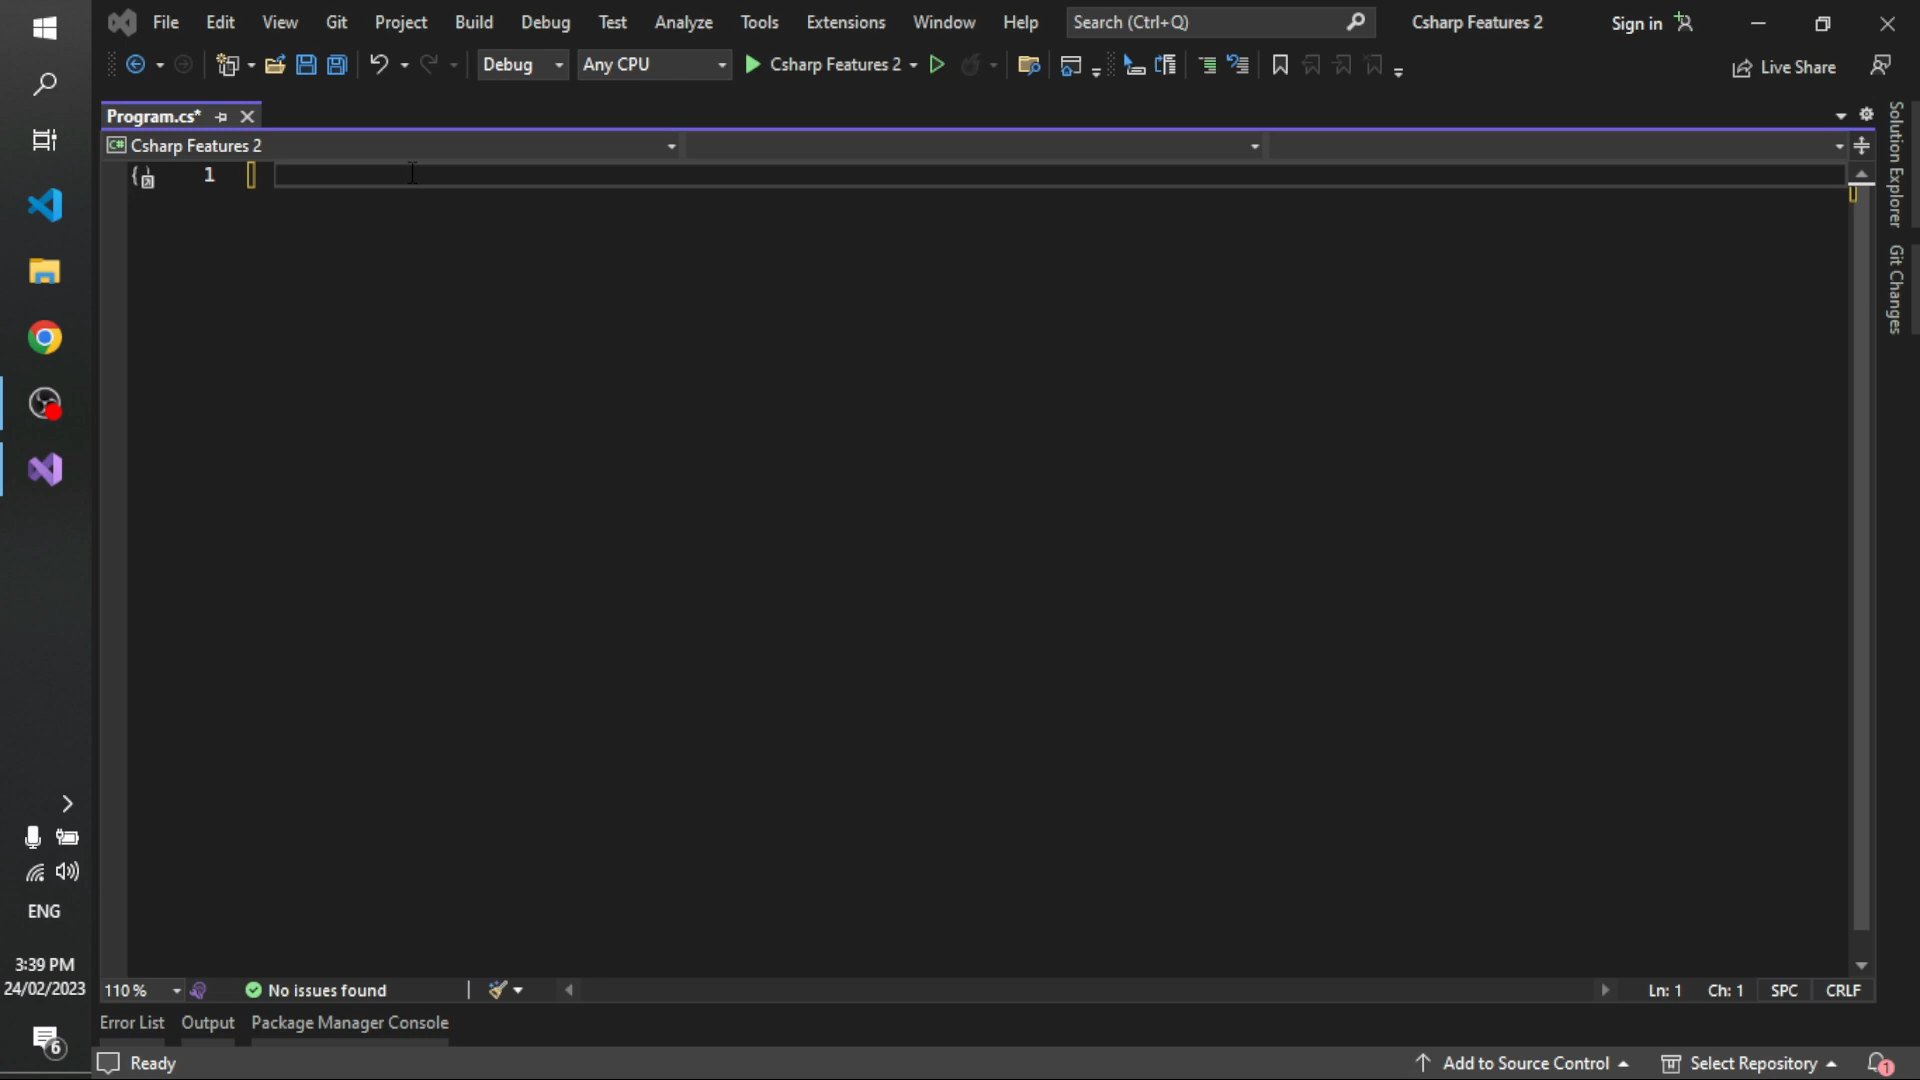 File Edit View Git Project Build Debug Test Analyze Tools Extensions Window Help Search (Ctrl+Q) Csharp Features 2 Sign in
Debug Any CPU Csharp Features 2 Live Share
Program.cs*
C# Csharp Features 2
1
Solution Explorer
Git Changes
ENG
3:39 PM
24/02/2023
6
110 % No issues found Ln: 1 Ch: 1 SPC CRLF
Error List Output Package Manager Console
Ready Add to Source Control Select Repository 1